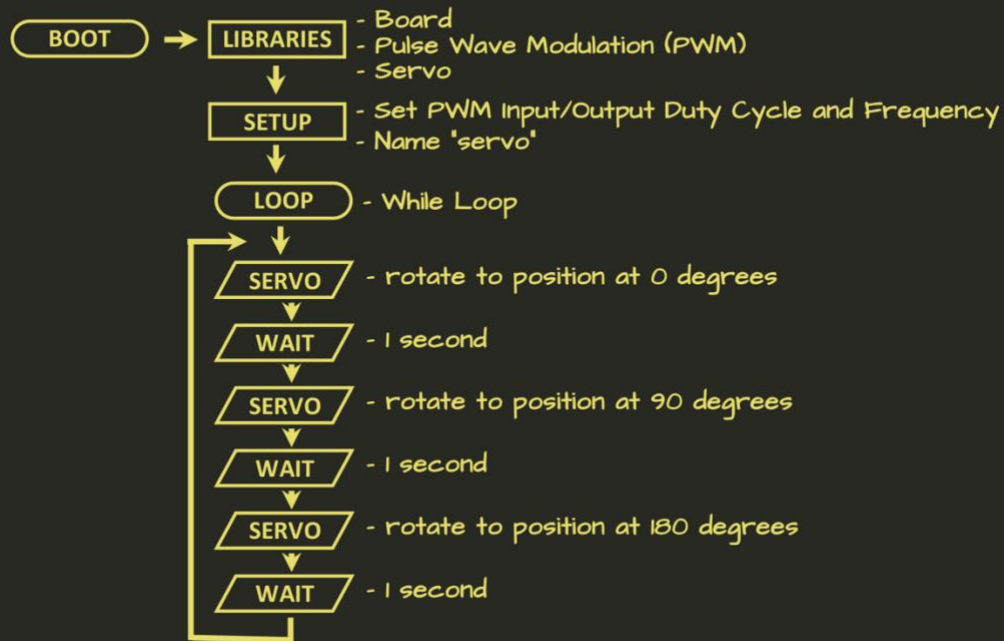 BOOT
LIBRARIES
- Board
- Pulse Wave Modulation (PWM)
- Servo
SETUP
- Set PWM Input/Output Duty Cycle and Frequency
- Name "servo"
LOOP - While Loop
SERVO - rotate to position at 0 degrees
WAIT - 1 second
SERVO - rotate to position at 90 degrees
WAIT - 1 second
SERVO - rotate to position at 180 degrees
WAIT - 1 second